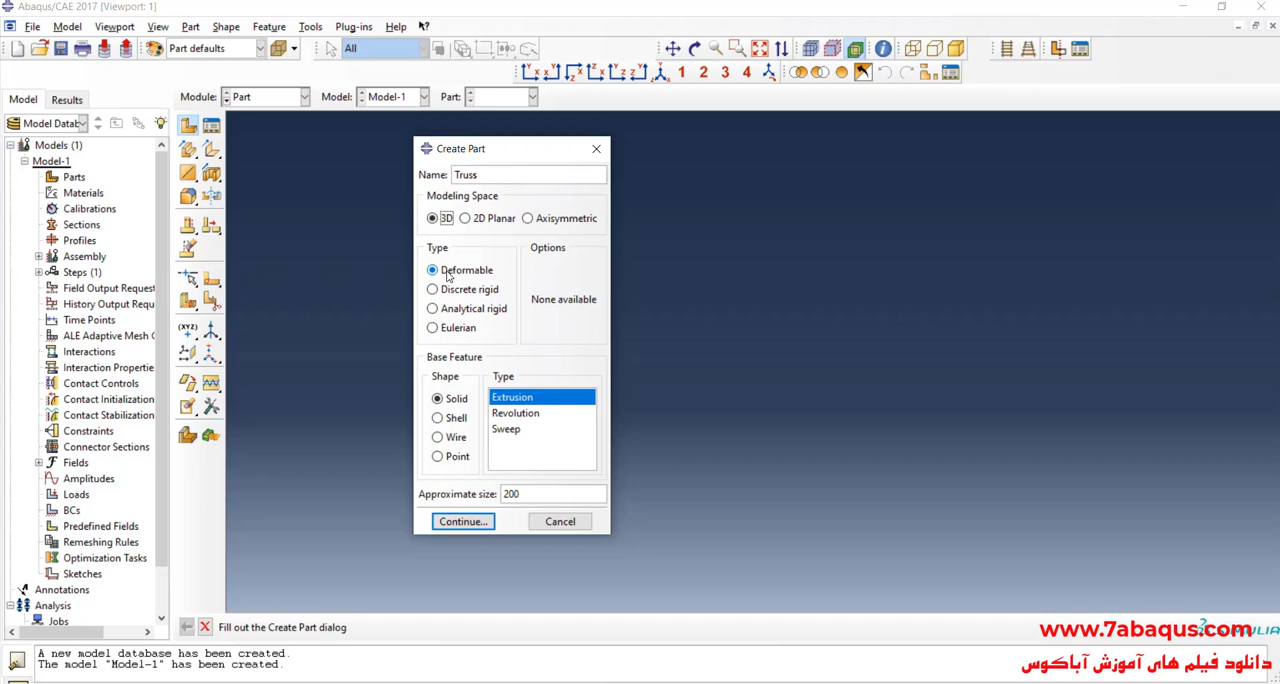 Abaqus/CAE 2017 [Viewport: 1]
File Model Viewport View Part Shape Feature Tools Plug-ins Help
Part defaults All
1 2 3 4
Model Results Module: Part Model: Model-1 Part:
Model Datab
Models (1)
Model-1
Parts
Materials
Calibrations
Sections
Profiles
Assembly
Steps (1)
Field Output Request
History Output Requ
Time Points
ALE Adaptive Mesh C
Interactions
Interaction Propertie
Contact Controls
Contact Initialization
Contact Stabilization
Constraints
Connector Sections
Fields
Amplitudes
Loads
BCs
Predefined Fields
Remeshing Rules
Optimization Tasks
Sketches
Annotations
Analysis
Jobs
(XYZ)
Create Part
Name: Truss
Modeling Space
3D 2D Planar Axisymmetric
Type Options
Deformable
Discrete rigid
None available
Analytical rigid
Eulerian
Base Feature
Shape Type
Solid Extrusion
Shell Revolution
Wire Sweep
Point
Approximate size: 200
Continue... Cancel
Fill out the Create Part dialog
www.7abaqus.com
دانلود فیلم های آموزش آباکوس
A new model database has been created.
The model "Model-1" has been created.